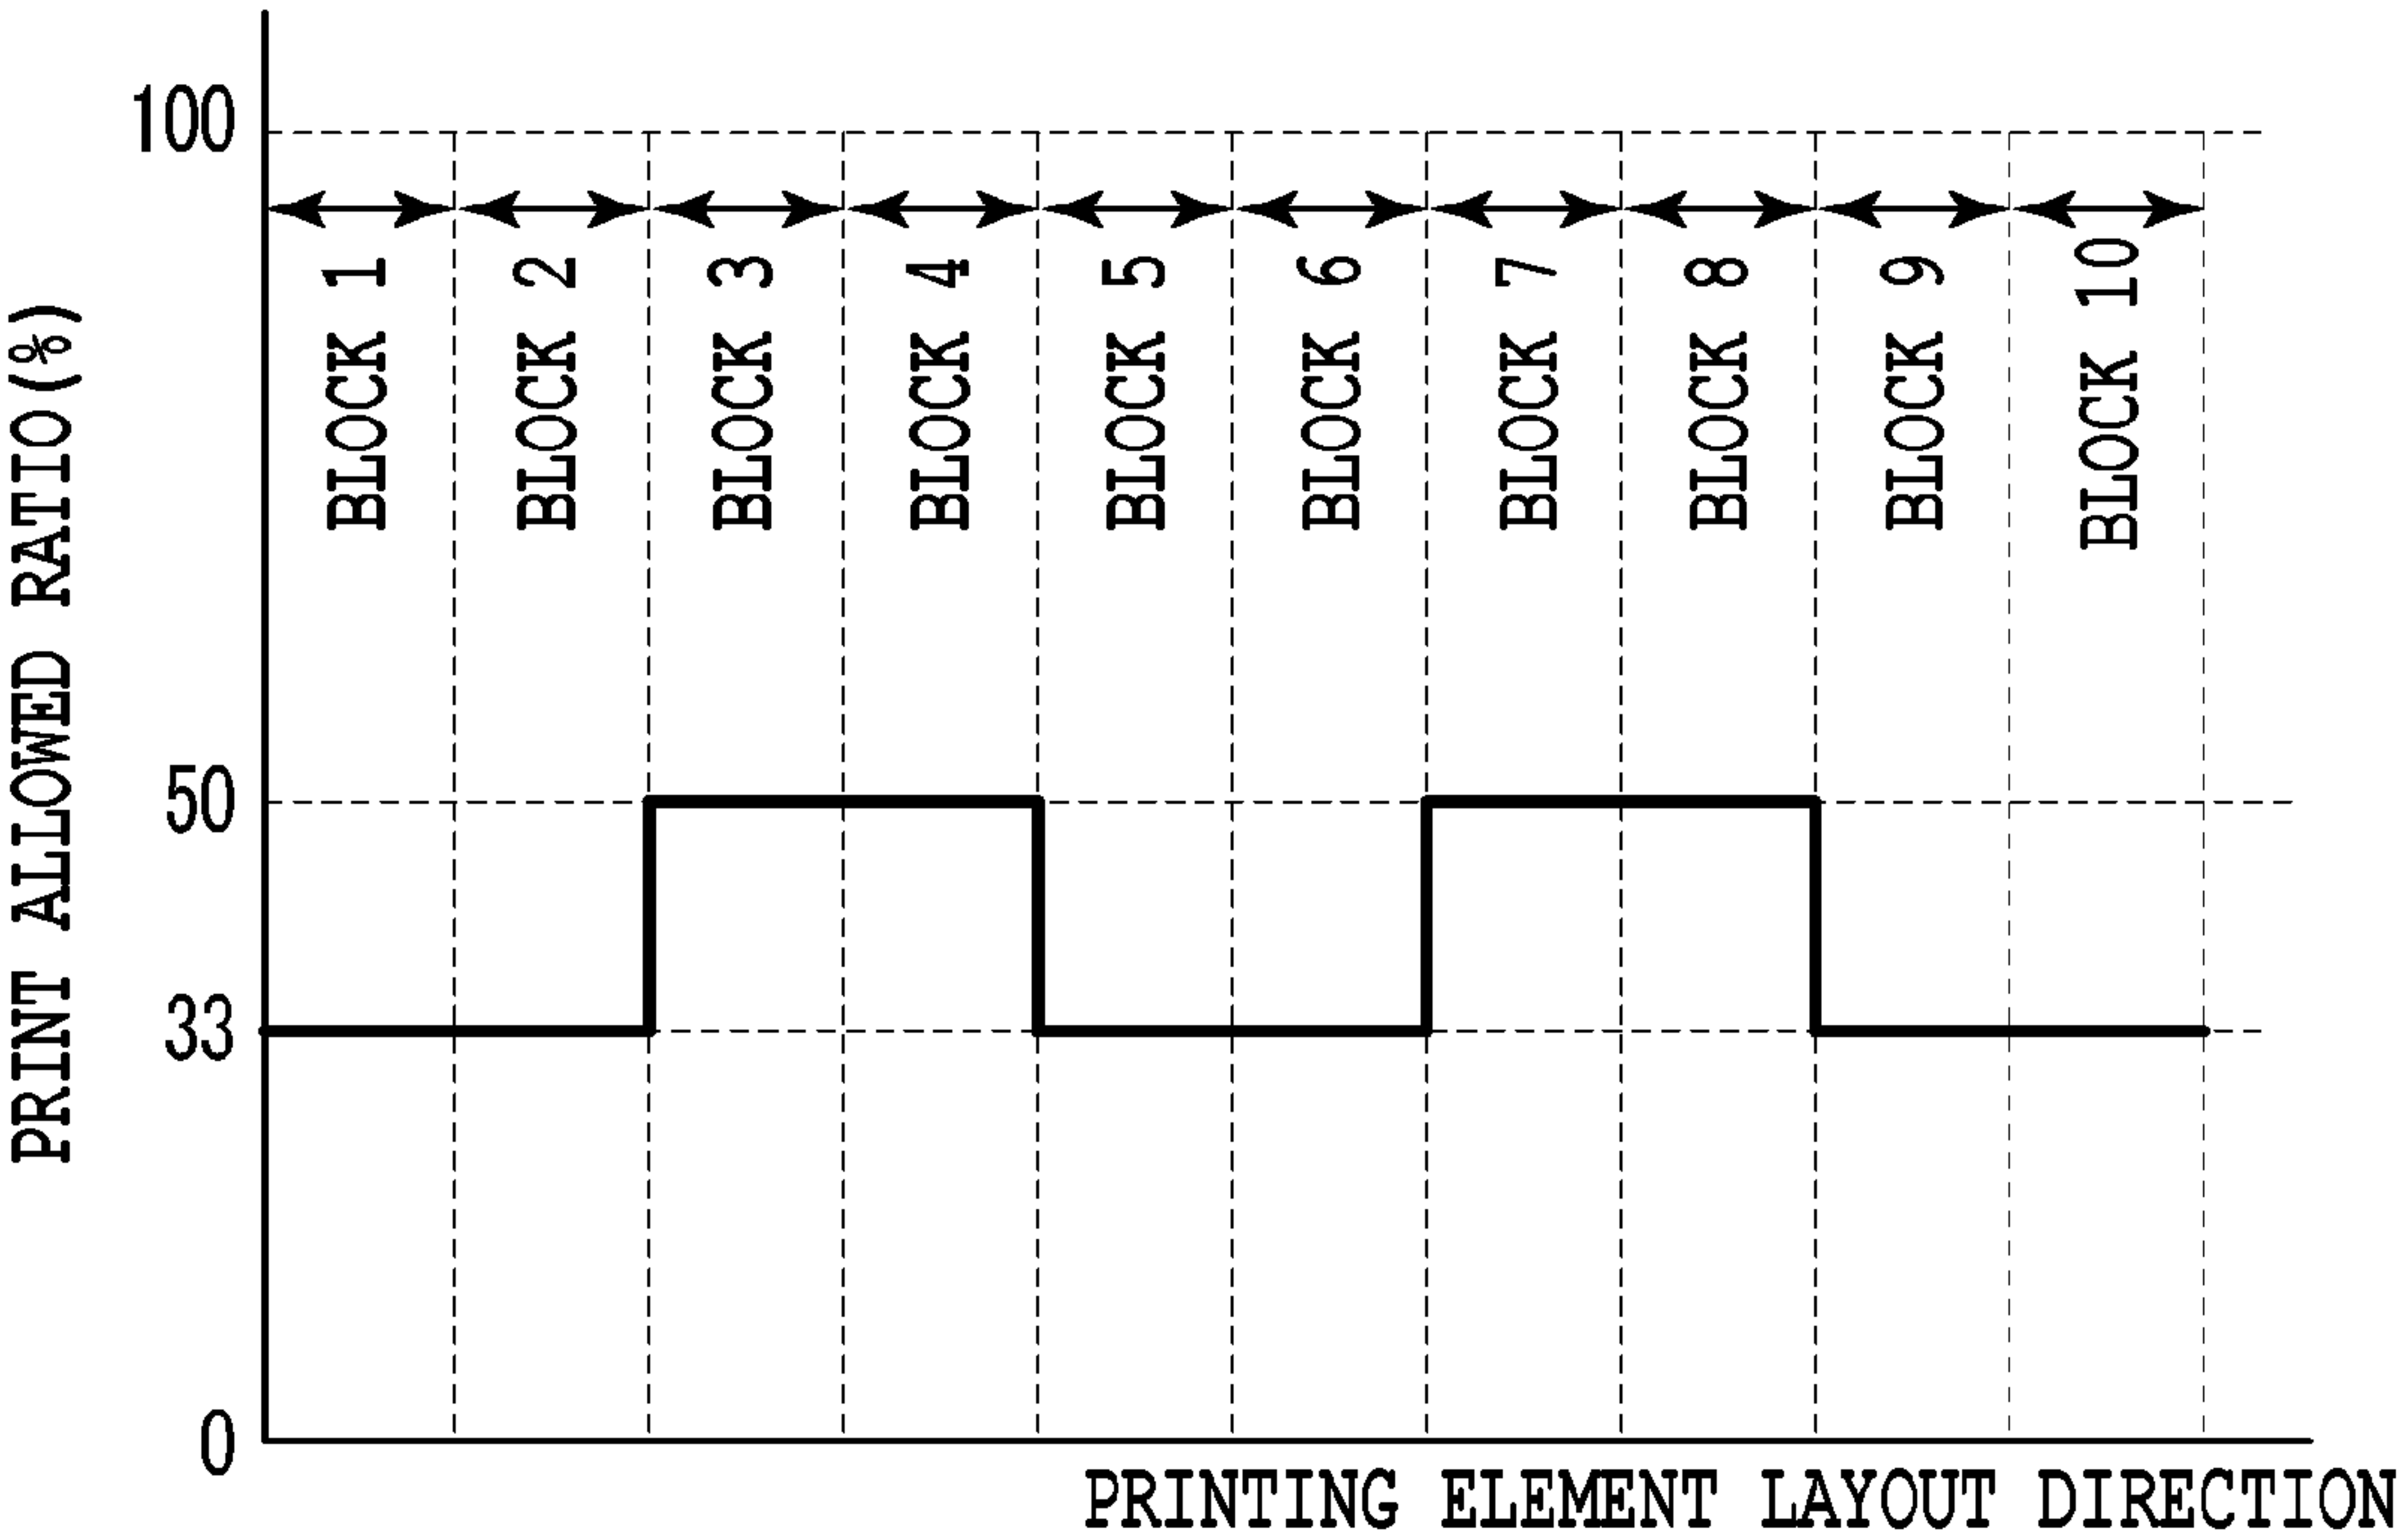 PRINT ALLOWED RATIO(%)
100
50
33
0
BLOCK 1
BLOCK 2
BLOCK 3
BLOCK 4
BLOCK 5
BLOCK 6
BLOCK 7
BLOCK 8
BLOCK 9
BLOCK 10
PRINTING ELEMENT LAYOUT DIRECTION